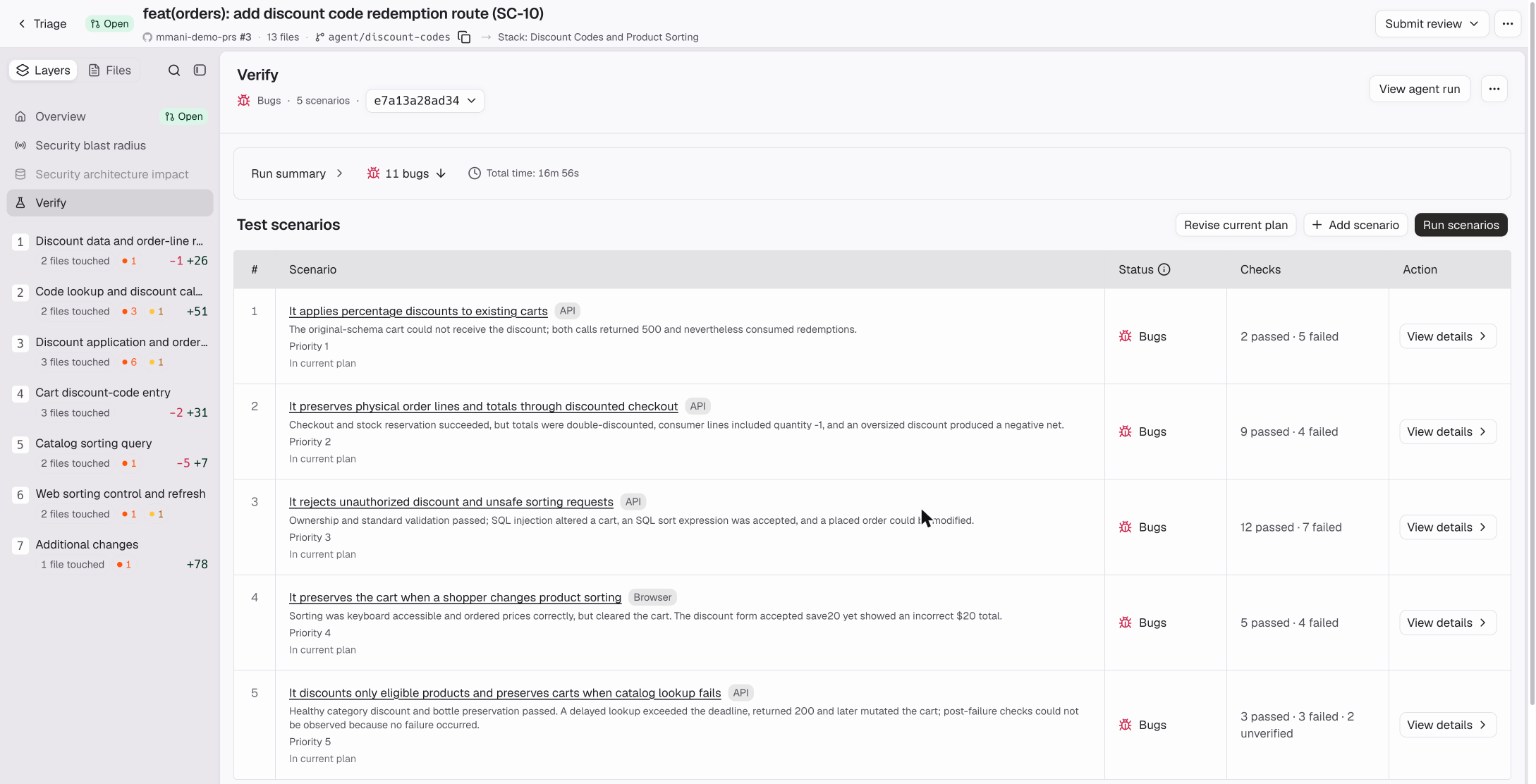 Triage
Open
feat(orders): add discount code redemption route (SC-10)
mmani-demo-prs #3 · 13 files · agent/discount-codes → Stack: Discount Codes and Product Sorting
Submit review
Layers
Files
Overview
Open
Security blast radius
Security architecture impact
Verify
1 Discount data and order-line r...
2 files touched 1 −1 +26
2 Code lookup and discount cal...
2 files touched 3 1 +51
3 Discount application and order...
3 files touched 6 1
4 Cart discount-code entry
3 files touched −2 +31
5 Catalog sorting query
2 files touched 1 −5 +7
6 Web sorting control and refresh
2 files touched 1 1
7 Additional changes
1 file touched 1 +78
Verify
Bugs · 5 scenarios · e7a13a28ad34
View agent run
Run summary
11 bugs
Total time: 16m 56s
Test scenarios
Revise current plan
+ Add scenario
Run scenarios
# Scenario Status Checks Action
1 It applies percentage discounts to existing carts API
The original-schema cart could not receive the discount; both calls returned 500 and nevertheless consumed redemptions.
Priority 1
In current plan
Bugs
2 passed · 5 failed
View details
2 It preserves physical order lines and totals through discounted checkout API
Checkout and stock reservation succeeded, but totals were double-discounted, consumer lines included quantity -1, and an oversized discount produced a negative net.
Priority 2
In current plan
Bugs
9 passed · 4 failed
View details
3 It rejects unauthorized discount and unsafe sorting requests API
Ownership and standard validation passed; SQL injection altered a cart, an SQL sort expression was accepted, and a placed order could modified.
Priority 3
In current plan
Bugs
12 passed · 7 failed
View details
4 It preserves the cart when a shopper changes product sorting Browser
Sorting was keyboard accessible and ordered prices correctly, but cleared the cart. The discount form accepted save20 yet showed an incorrect $20 total.
Priority 4
In current plan
Bugs
5 passed · 4 failed
View details
5 It discounts only eligible products and preserves carts when catalog lookup fails API
Healthy category discount and bottle preservation passed. A delayed lookup exceeded the deadline, returned 200 and later mutated the cart; post-failure checks could not
be observed because no failure occurred.
Priority 5
In current plan
Bugs
3 passed · 3 failed · 2
unverified
View details